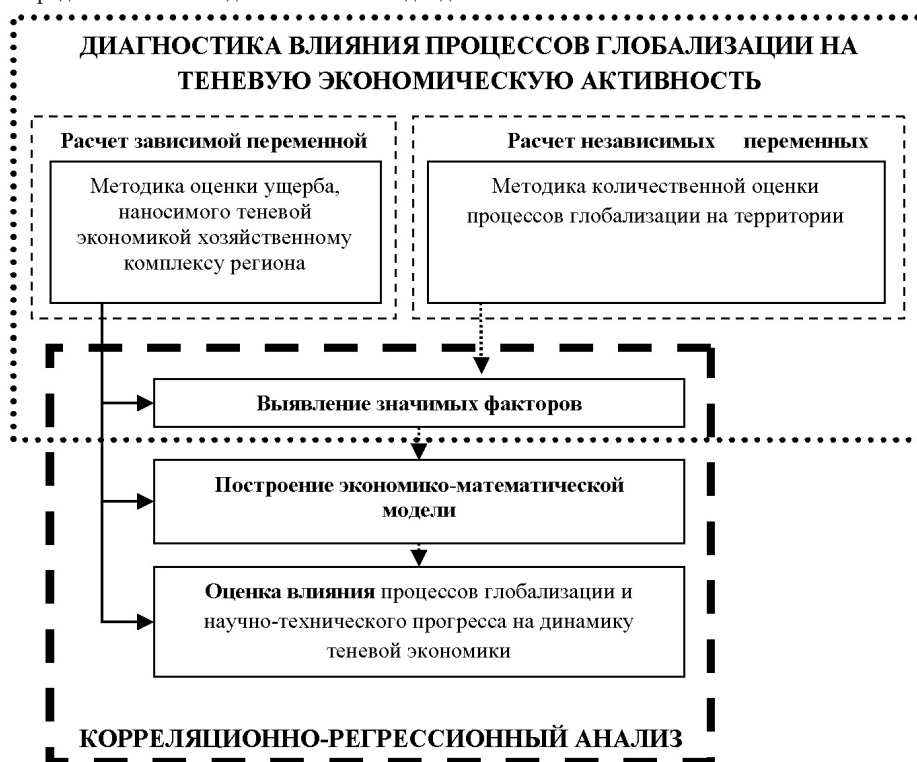 ДИАГНОСТИКА ВЛИЯНИЯ ПРОЦЕССОВ ГЛОБАЛИЗАЦИИ НА
ТЕНЕВУЮ ЭКОНОМИЧЕСКУЮ АКТИВНОСТЬ
Расчет зависимой переменной
Методика оценки ущерба,
наносимого теневой
экономикой хозяйственному
комплексу региона
Расчет независимых переменных
Методика количественной оценки
процессов глобализации на территории
Выявление значимых факторов
Построение экономико-математической
модели
Оценка влияния процессов глобализации и
научно-технического прогресса на динамику
теневой экономики
КОРРЕЛЯЦИОННО-РЕГРЕССИОННЫЙ АНАЛИЗ